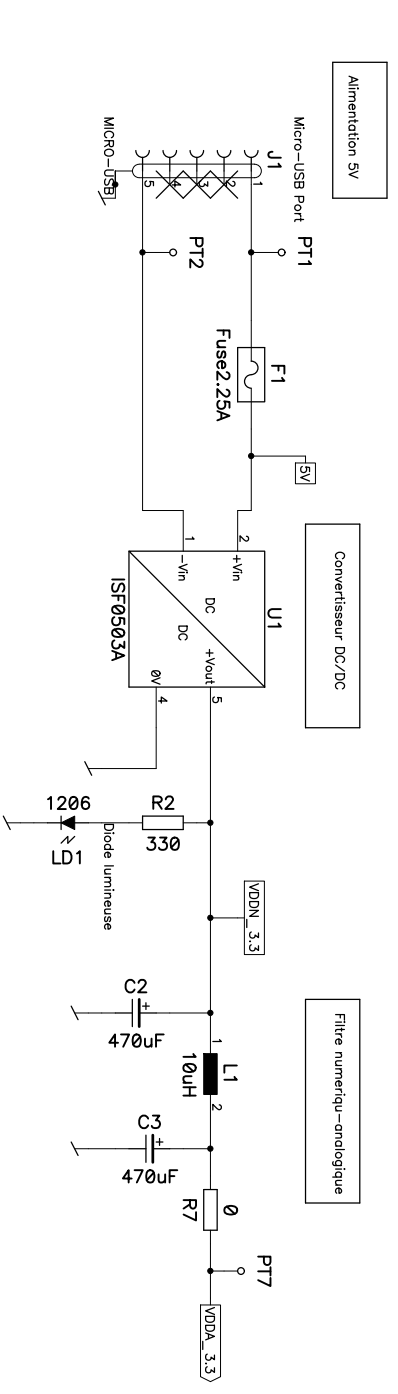 Alimentation 5V
Micro-USB Port
J1
1
2
3
4
5
MICRO-USB
PT1
PT2
F1
Fuse2.25A
5V
Convertisseur DC/DC
U1
2
+Vin
1
-Vin
DC
DC
+Vout
5
0V
4
ISF0503A
R2
330
1206
LD1
Diode lumineuse
VDDN_3.3
Filtre numeriqu-analogique
C2
+
470uF
1
L1
10uH
2
C3
+
470uF
0
R7
PT7
VDDA_3.3